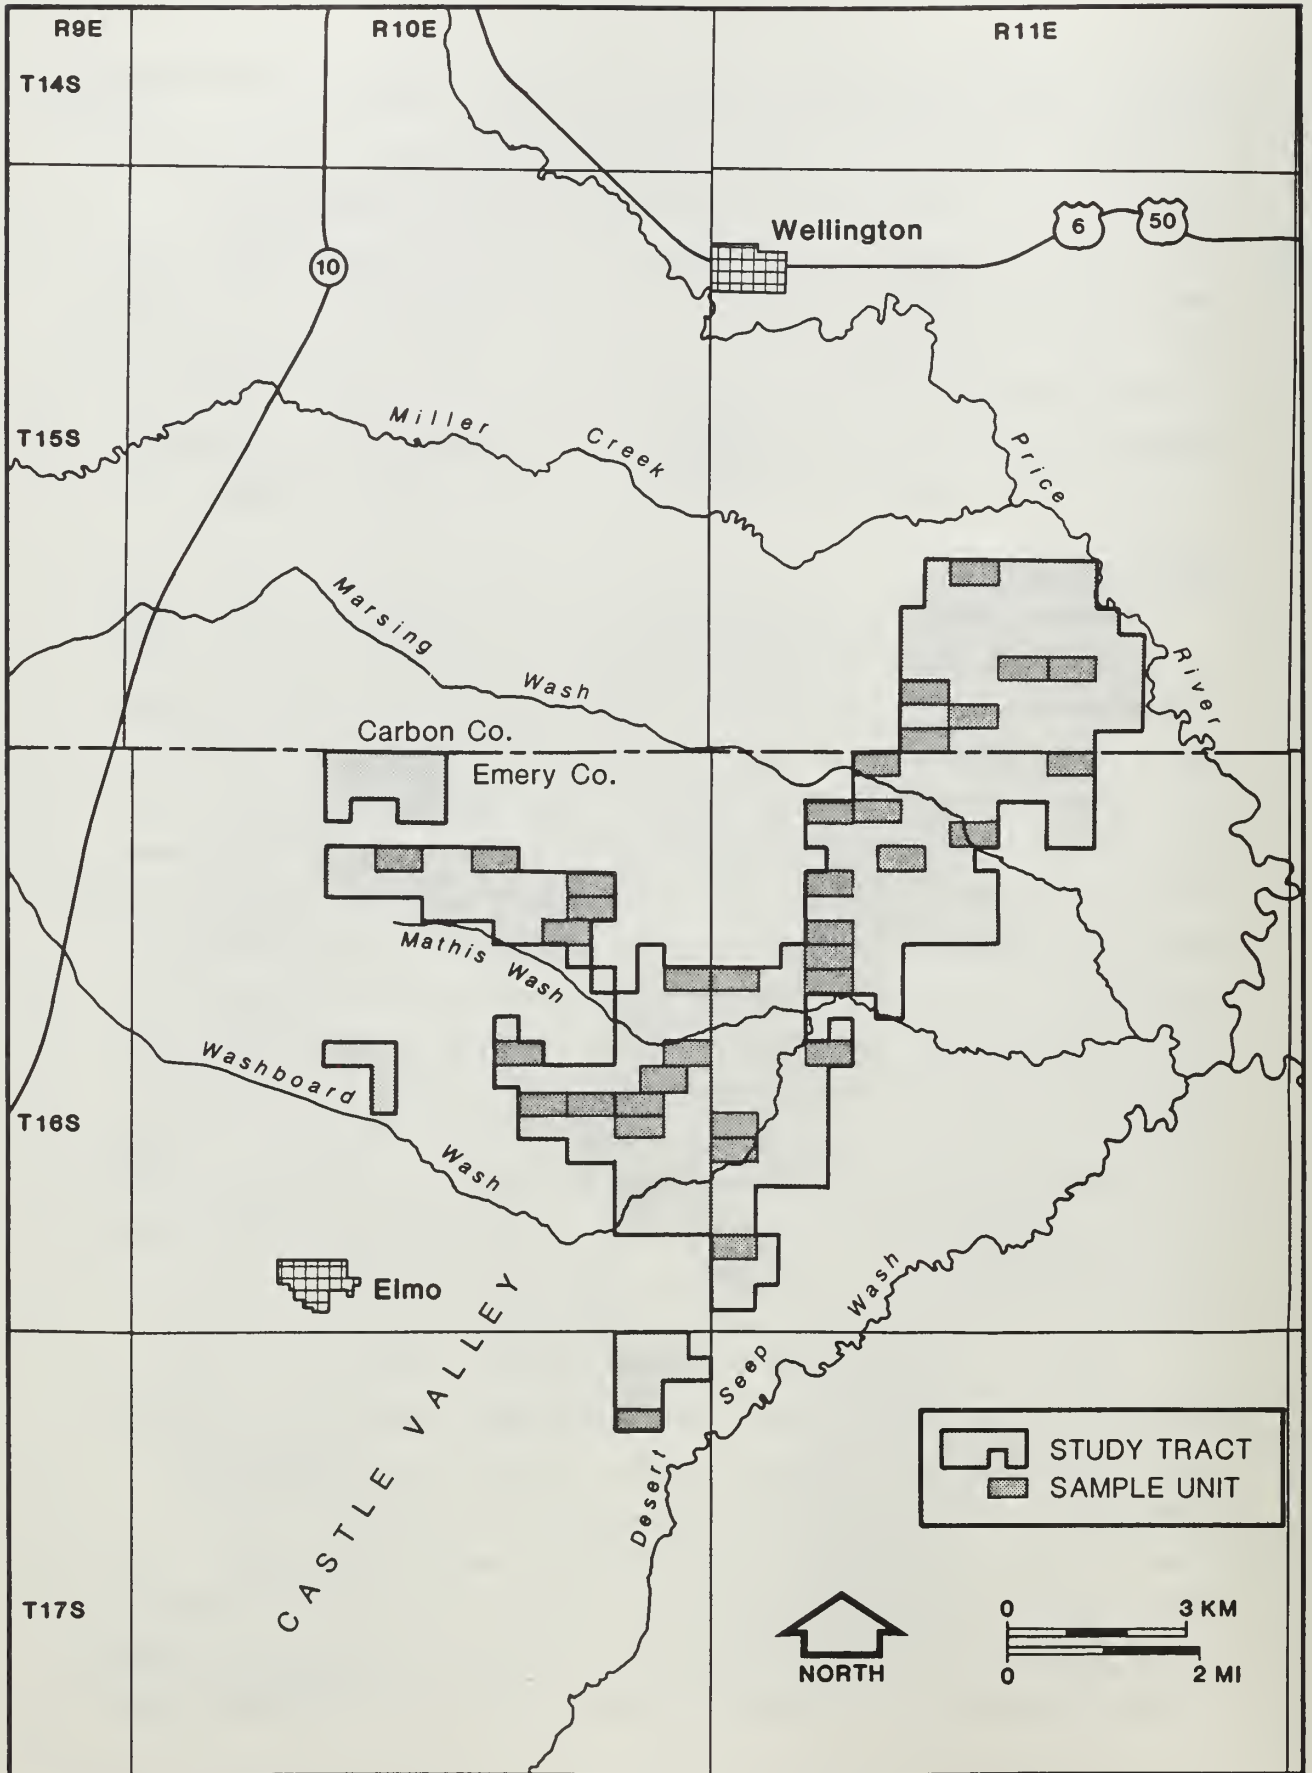 R9E
R10E
R11E
T14S
Wellington
6
50
10
T15S
Miller Creek
Price River
Marsing Wash
Carbon Co.
Emery Co.
Mathis Wash
Washboard Wash
T16S
Elmo
CASTLE VALLEY
Desert Seep Wash
STUDY TRACT
SAMPLE UNIT
T17S
NORTH
0 3 KM
0 2 MI